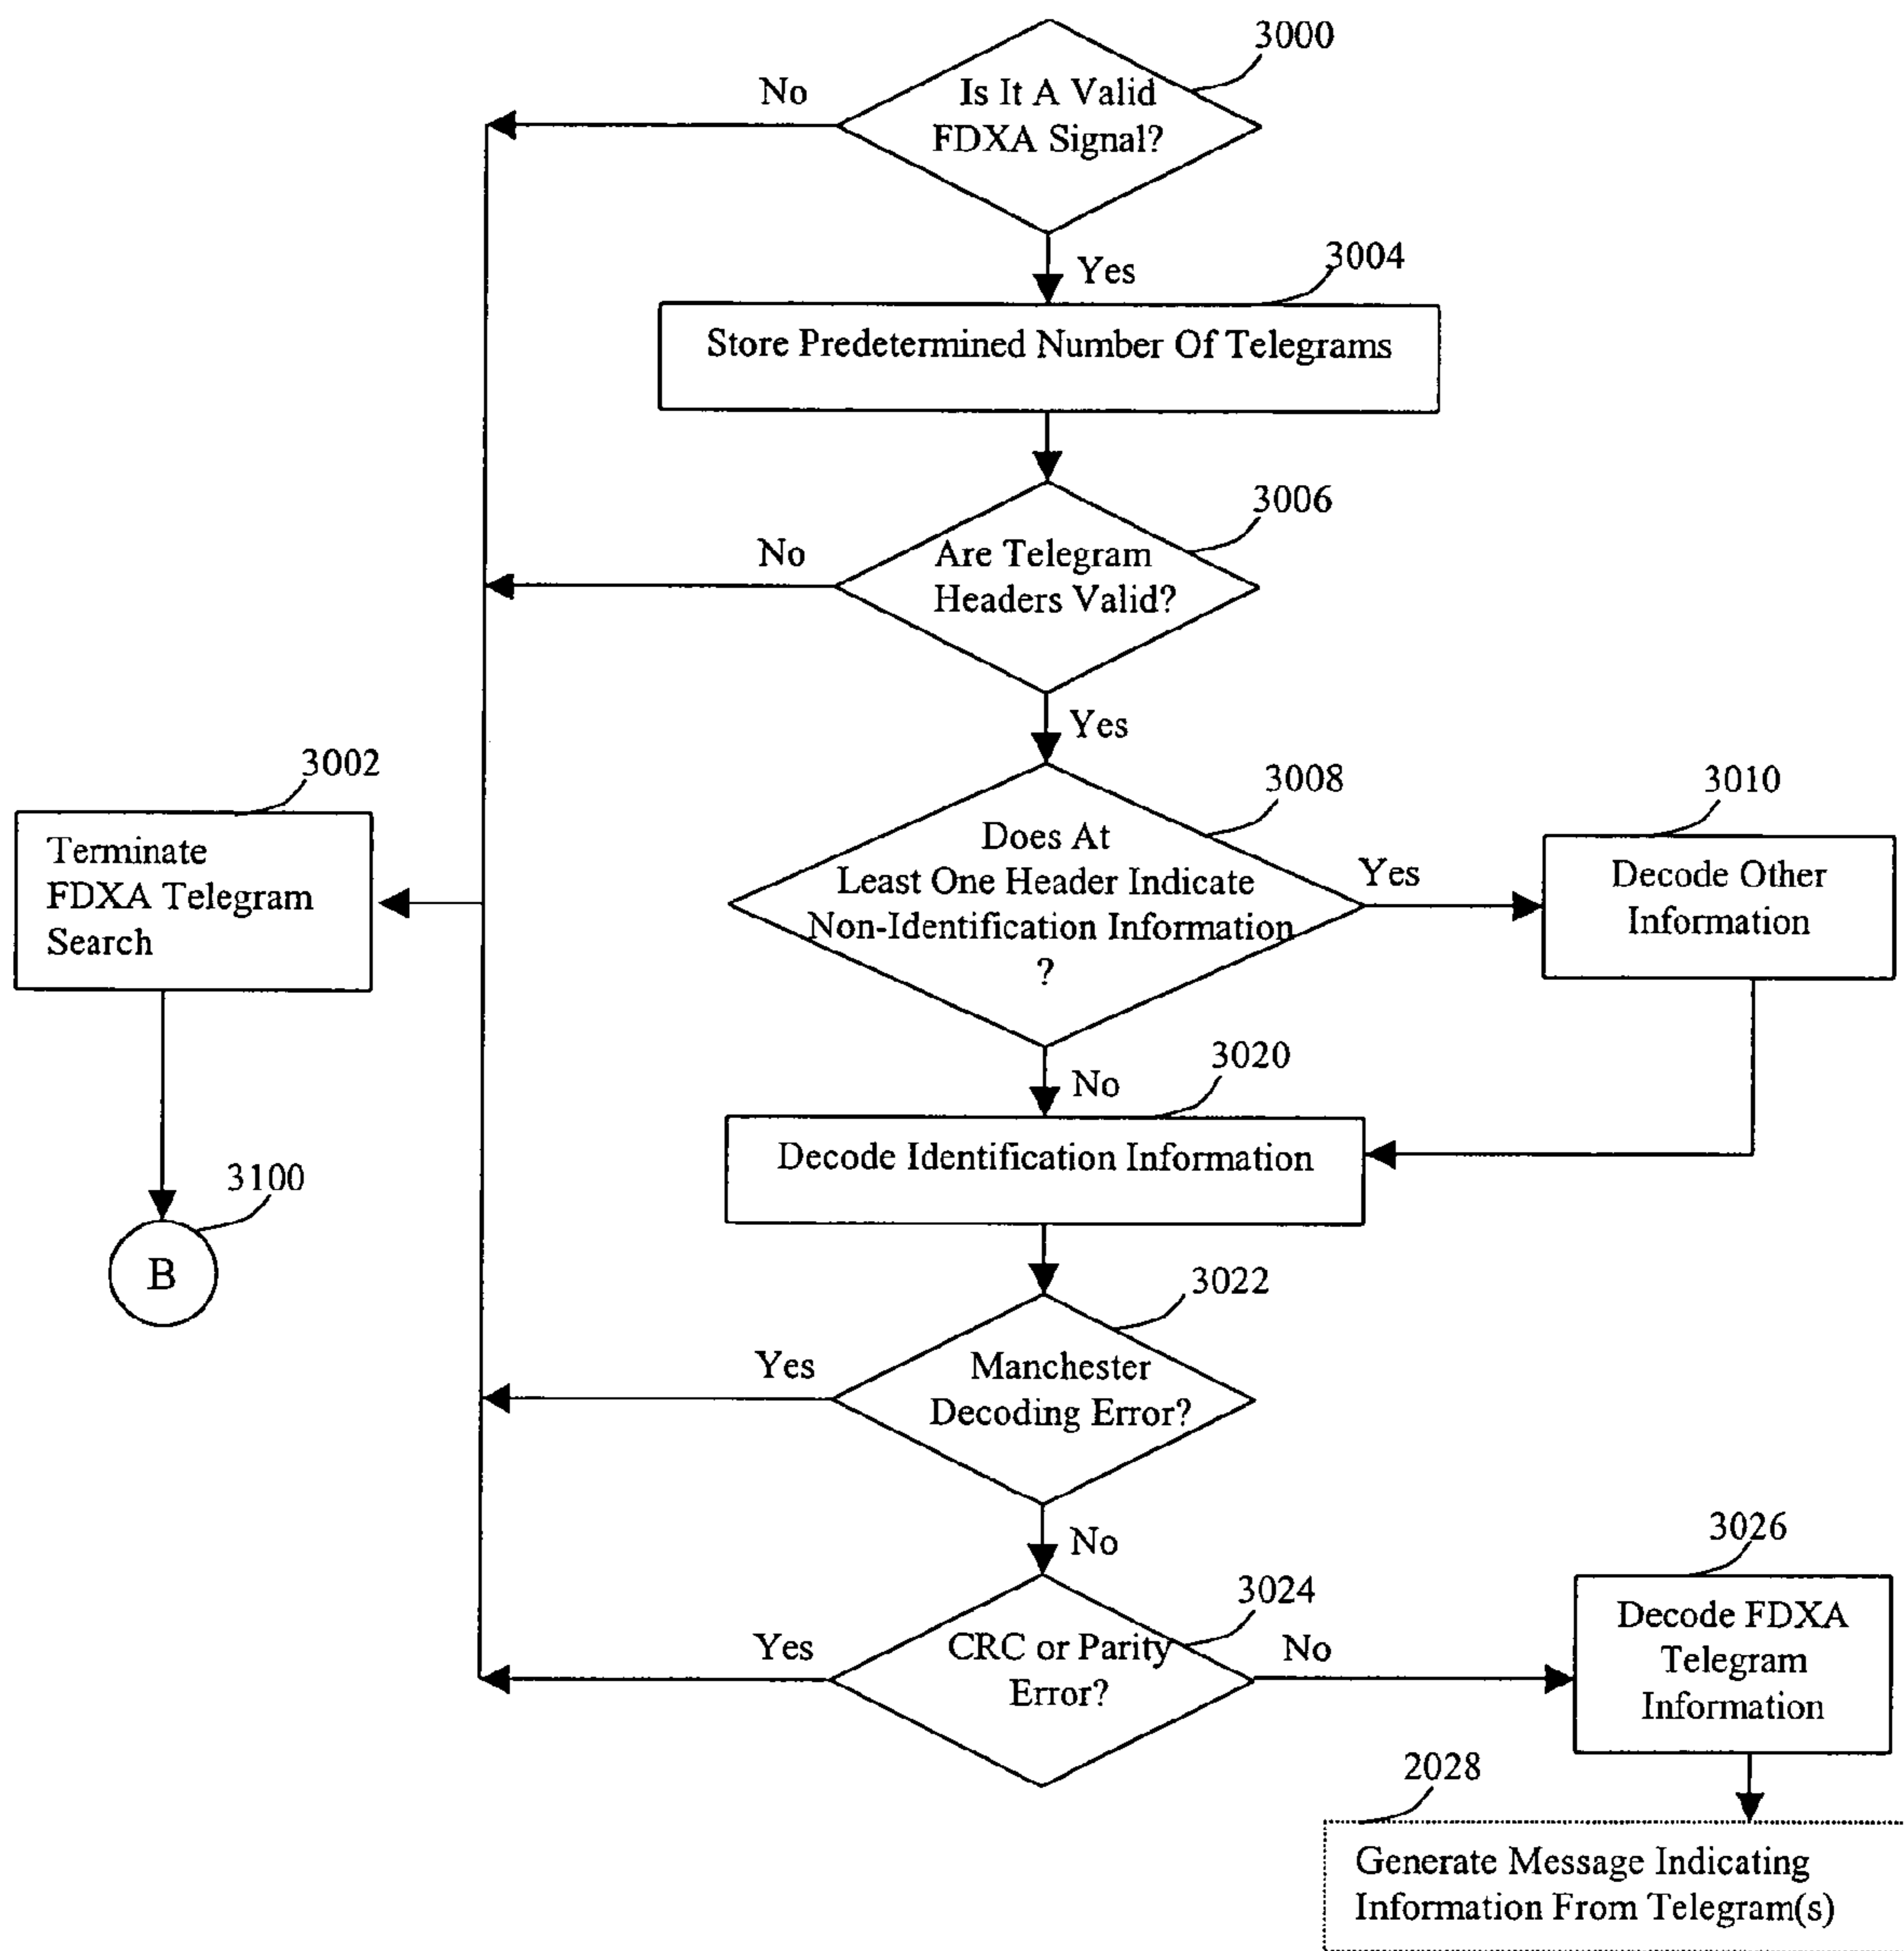 3000
No
Is It A Valid
FDXA Signal?
Yes
3004
Store Predetermined Number Of Telegrams
3006
No
Are Telegram
Headers Valid?
Yes
3002
3008
3010
Terminate
FDXA Telegram
Search
Does At
Least One Header Indicate
Non-Identification Information
?
Yes
Decode Other
Information
No
3020
Decode Identification Information
3100
B
3022
Yes
Manchester
Decoding Error?
No
3026
3024
Yes
CRC or Parity
Error?
No
Decode FDXA
Telegram
Information
2028
Generate Message Indicating
Information From Telegram(s)